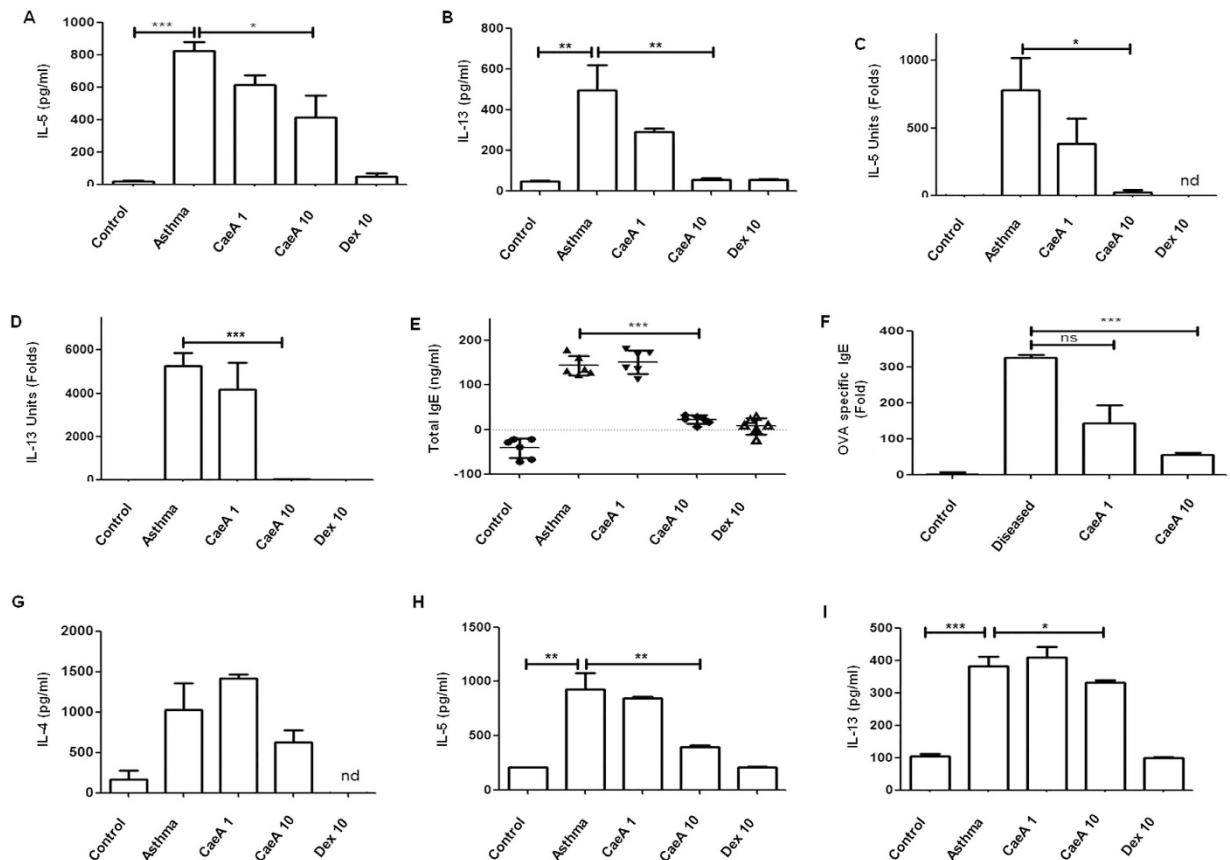 A
IL-5 (pg/ml)
1000
800
600
400
200
0
***
*
Control
Asthma
CaeA 1
CaeA 10
Dex 10
B
IL-13 (pg/ml)
800
600
400
200
0
**
**
Control
Asthma
CaeA 1
CaeA 10
Dex 10
C
IL-5 Units (Folds)
1000
500
0
*
nd
Control
Asthma
CaeA 1
CaeA 10
Dex 10
D
IL-13 Units (Folds)
6000
4000
2000
0
***
Control
Asthma
CaeA 1
CaeA 10
Dex 10
E
Total IgE (ng/ml)
200
100
0
-100
***
Control
Asthma
CaeA 1
CaeA 10
Dex 10
F
OVA specific IgE
(Fold)
400
300
200
100
0
***
ns
Control
Diseased
CaeA 1
CaeA 10
G
IL-4 (pg/ml)
2000
1500
1000
500
0
nd
Control
Asthma
CaeA 1
CaeA 10
Dex 10
H
IL-5 (pg/ml)
1500
1000
500
0
**
**
Control
Asthma
CaeA 1
CaeA 10
Dex 10
I
IL-13 (pg/ml)
500
400
300
200
100
0
***
*
Control
Asthma
CaeA 1
CaeA 10
Dex 10